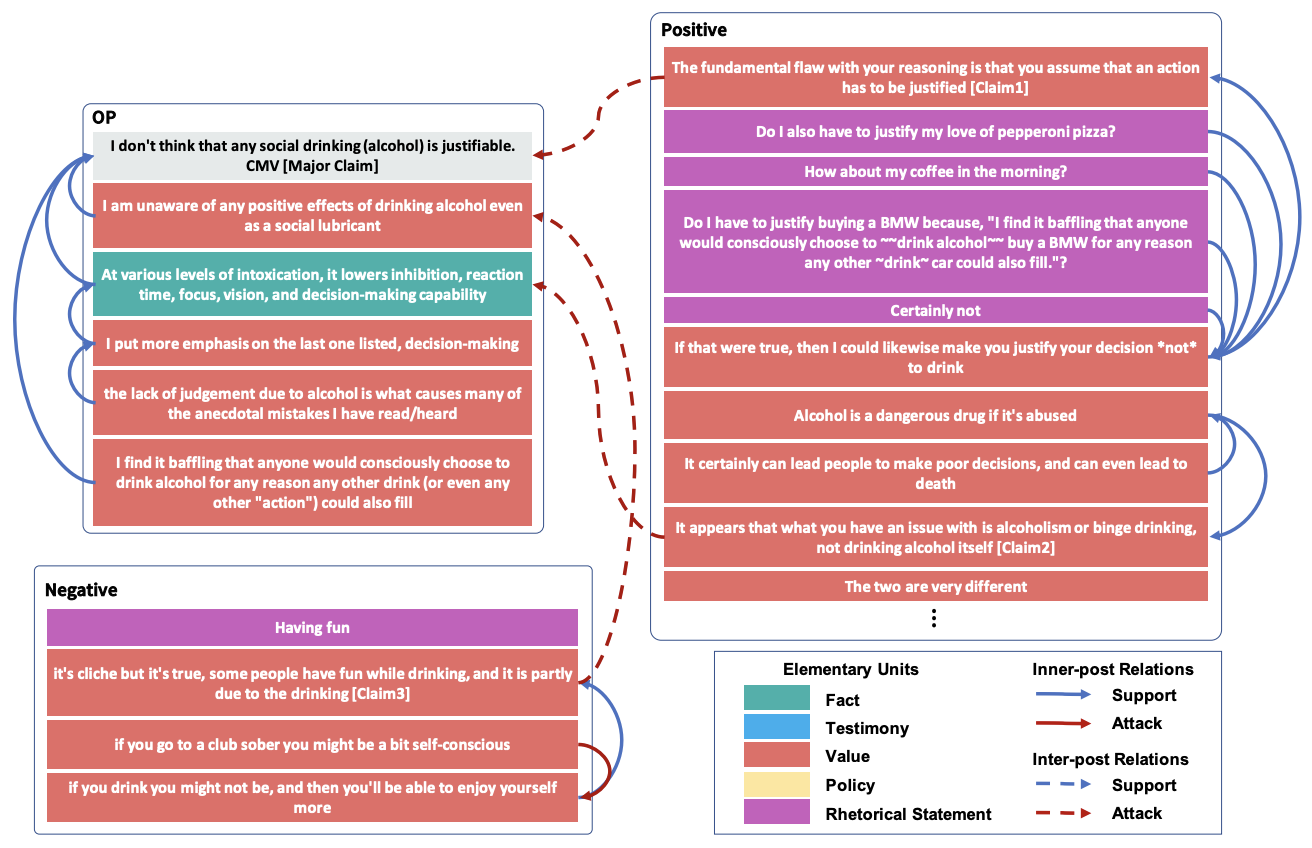 OP
I don't think that any social drinking (alcohol) is justifiable.
CMV [Major Claim]
I am unaware of any positive effects of drinking alcohol even
as a social lubricant
At various levels of intoxication, it lowers inhibition, reaction
time, focus, vision, and decision-making capability
I put more emphasis on the last one listed, decision-making
the lack of judgement due to alcohol is what causes many of
the anecdotal mistakes I have read/heard
I find it baffling that anyone would consciously choose to
drink alcohol for any reason any other drink (or even any
other "action") could also fill
Negative
Having fun
it's cliche but it's true, some people have fun while drinking, and it is partly
due to the drinking [Claim3]
if you go to a club sober you might be a bit self-conscious
if you drink you might not be, and then you'll be able to enjoy yourself
more
Positive
The fundamental flaw with your reasoning is that you assume that an action
has to be justified [Claim1]
Do I also have to justify my love of pepperoni pizza?
How about my coffee in the morning?
Do I have to justify buying a BMW because, "I find it baffling that anyone
would consciously choose to ~~drink alcohol~~ buy a BMW for any reason
any other ~drink~ car could also fill."?
Certainly not
If that were true, then I could likewise make you justify your decision *not*
to drink
Alcohol is a dangerous drug if it's abused
It certainly can lead people to make poor decisions, and can even lead to
death
It appears that what you have an issue with is alcoholism or binge drinking,
not drinking alcohol itself [Claim2]
The two are very different
⋮
Elementary Units
Fact
Testimony
Value
Policy
Rhetorical Statement
Inner-post Relations
Support
Attack
Inter-post Relations
Support
Attack